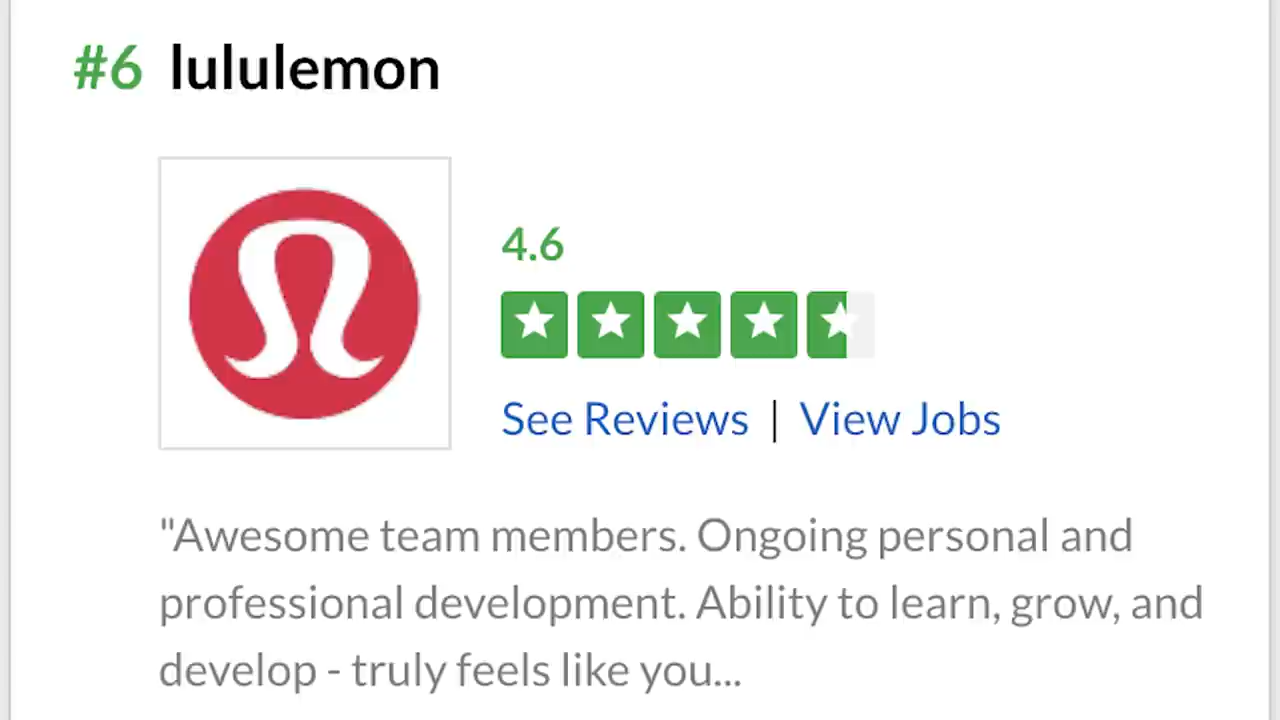 #6 lululemon
4.6
See Reviews | View Jobs
"Awesome team members. Ongoing personal and
professional development. Ability to learn, grow, and
develop - truly feels like you...